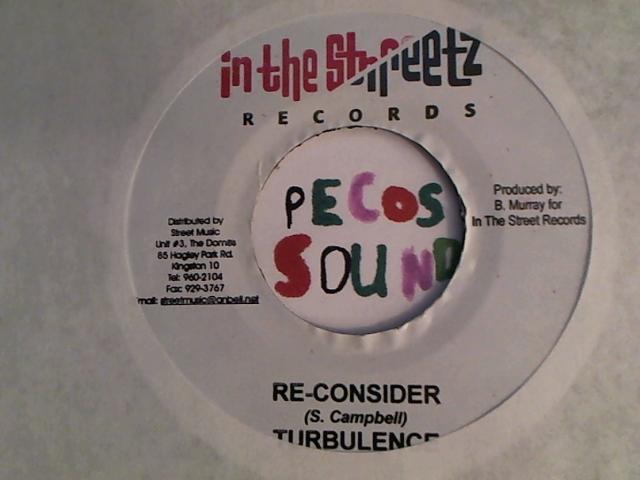 in the Streetz
RECORDS
PECOS
SOUND
Distributed by
Street Music
Unit #3, The Domes
85 Hagley Park Rd.
Kingston 10
Tel: 960-2104
Fax: 929-3767
mail: streetmusic@anbell.net
Produced by:
B. Murray for
In The Street Records
RE-CONSIDER
(S. Campbell)
TURBULENCE